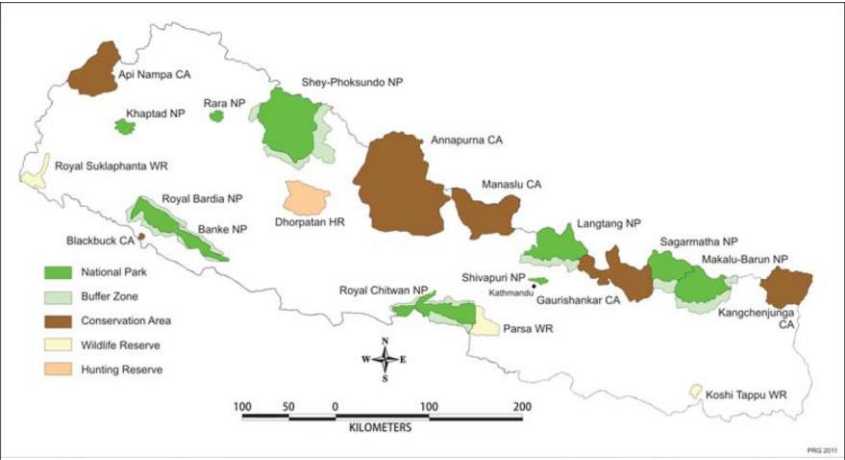 Api Nampa CA
Khaptad NP
Rara NP
Shey-Phoksundo NP
Annapurna CA
Royal Suklaphanta WR
Manaslu CA
Royal Bardia NP
Dhorpatan HR
Banke NP
Blackbuck CA
Langtang NP
Sagarmatha NP
Makalu-Barun NP
National Park
Buffer Zone
Conservation Area
Wildlife Reserve
Hunting Reserve
Royal Chitwan NP
Shivapuri NP
Kathmandu
Gaurishankar CA
Kangchenjunga
CA
Parsa WR
Koshi Tappu WR
N
W E
S
100 50 0 100 200
KILOMETERS
PRG 2011